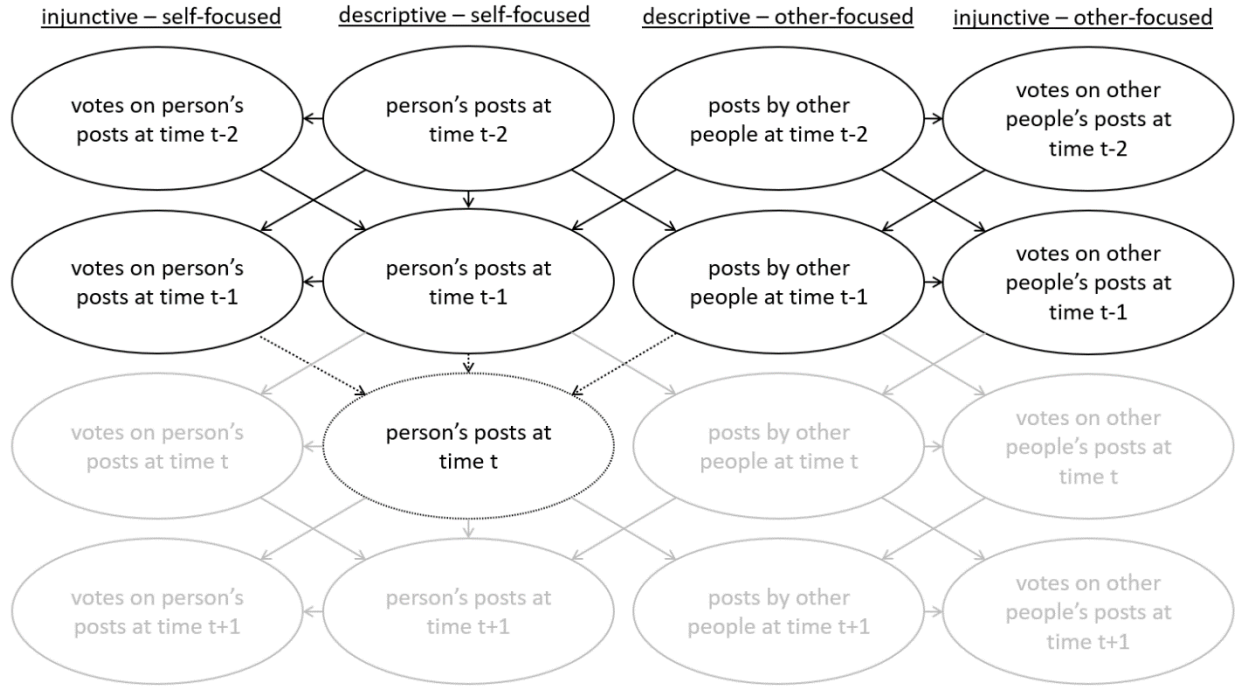 injunctive – self-focused
descriptive – self-focused
descriptive – other-focused
injunctive – other-focused
votes on person's
posts at time t-2
person's posts at
time t-2
posts by other
people at time t-2
votes on other
people's posts at
time t-2
votes on person's
posts at time t-1
person's posts at
time t-1
posts by other
people at time t-1
votes on other
people's posts at
time t-1
votes on person's
posts at time t
person's posts at
time t
posts by other
people at time t
votes on other
people's posts at
time t
votes on person's
posts at time t+1
person's posts at
time t+1
posts by other
people at time t+1
votes on other
people's posts at
time t+1